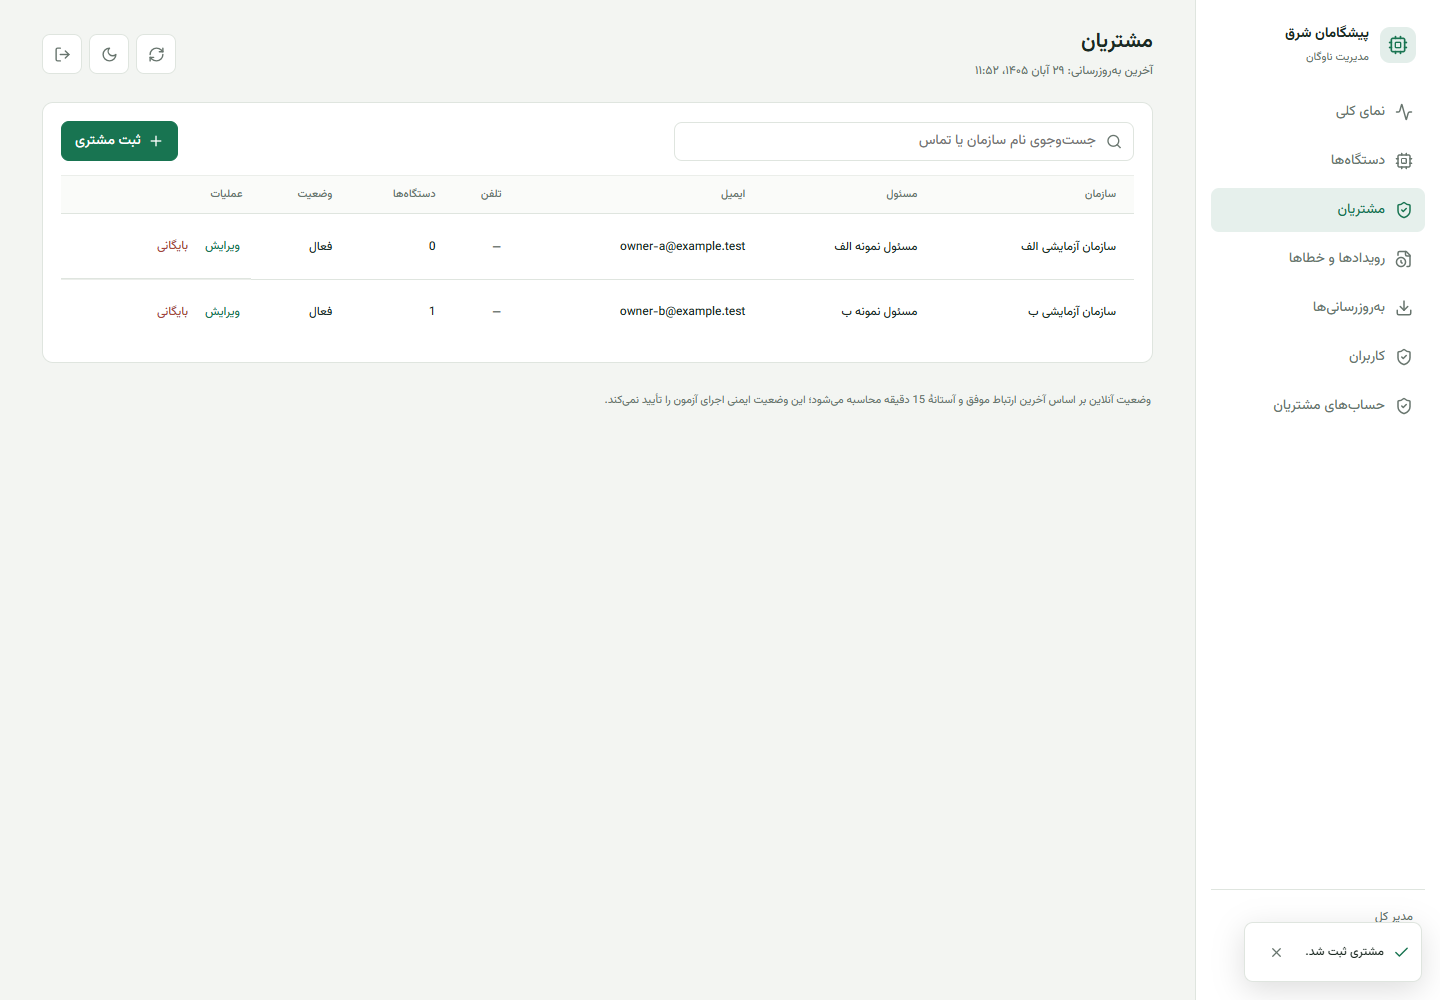 پیشگامان شرق
مدیریت ناوگان
نمای کلی
دستگاه‌ها
مشتریان
رویدادها و خطاها
به‌روزرسانی‌ها
کاربران
حساب‌های مشتریان
مدیر کل
مشتری ثبت شد.
مشتریان
آخرین به‌روزرسانی: ۲۹ آبان ۱۴۰۵، ۱۱:۵۲
جست‌وجوی نام سازمان یا تماس
ثبت مشتری
سازمان مسئول ایمیل تلفن دستگاه‌ها وضعیت عملیات
سازمان آزمایشی الف مسئول نمونه الف owner-a@example.test — 0 فعال ویرایش بایگانی
سازمان آزمایشی ب مسئول نمونه ب owner-b@example.test — 1 فعال ویرایش بایگانی
وضعیت آنلاین بر اساس آخرین ارتباط موفق و آستانهٔ 15 دقیقه محاسبه می‌شود؛ این وضعیت ایمنی اجرای آزمون را تأیید نمی‌کند.